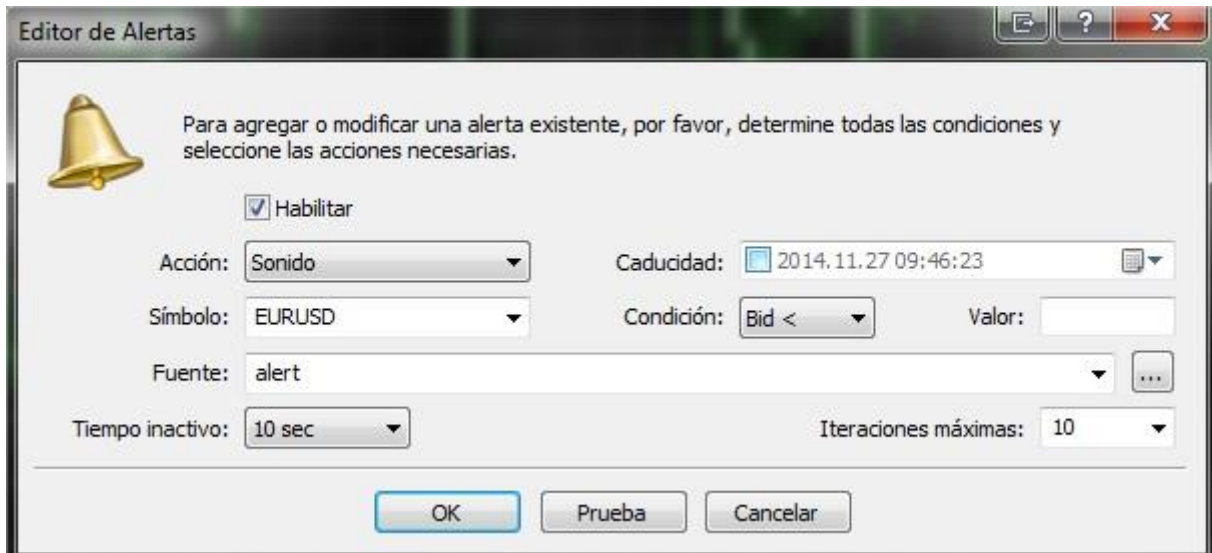 Editor de Alertas
Para agregar o modificar una alerta existente, por favor, determine todas las condiciones y
seleccione las acciones necesarias.
Habilitar
Acción: Sonido Caducidad: 2014.11.27 09:46:23
Símbolo: EURUSD Condición: Bid < Valor:
Fuente: alert ...
Tiempo inactivo: 10 sec Iteraciones máximas: 10
OK Prueba Cancelar